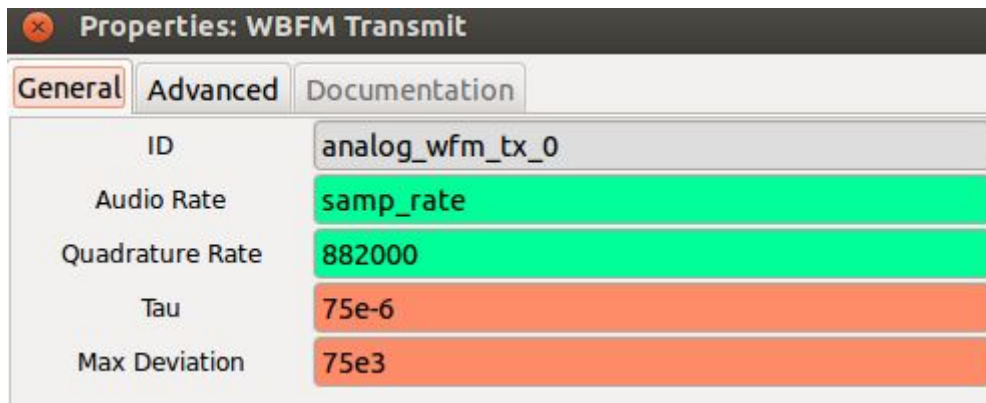 Properties: WBFM Transmit
General Advanced Documentation
ID analog_wfm_tx_0
Audio Rate samp_rate
Quadrature Rate 882000
Tau 75e-6
Max Deviation 75e3